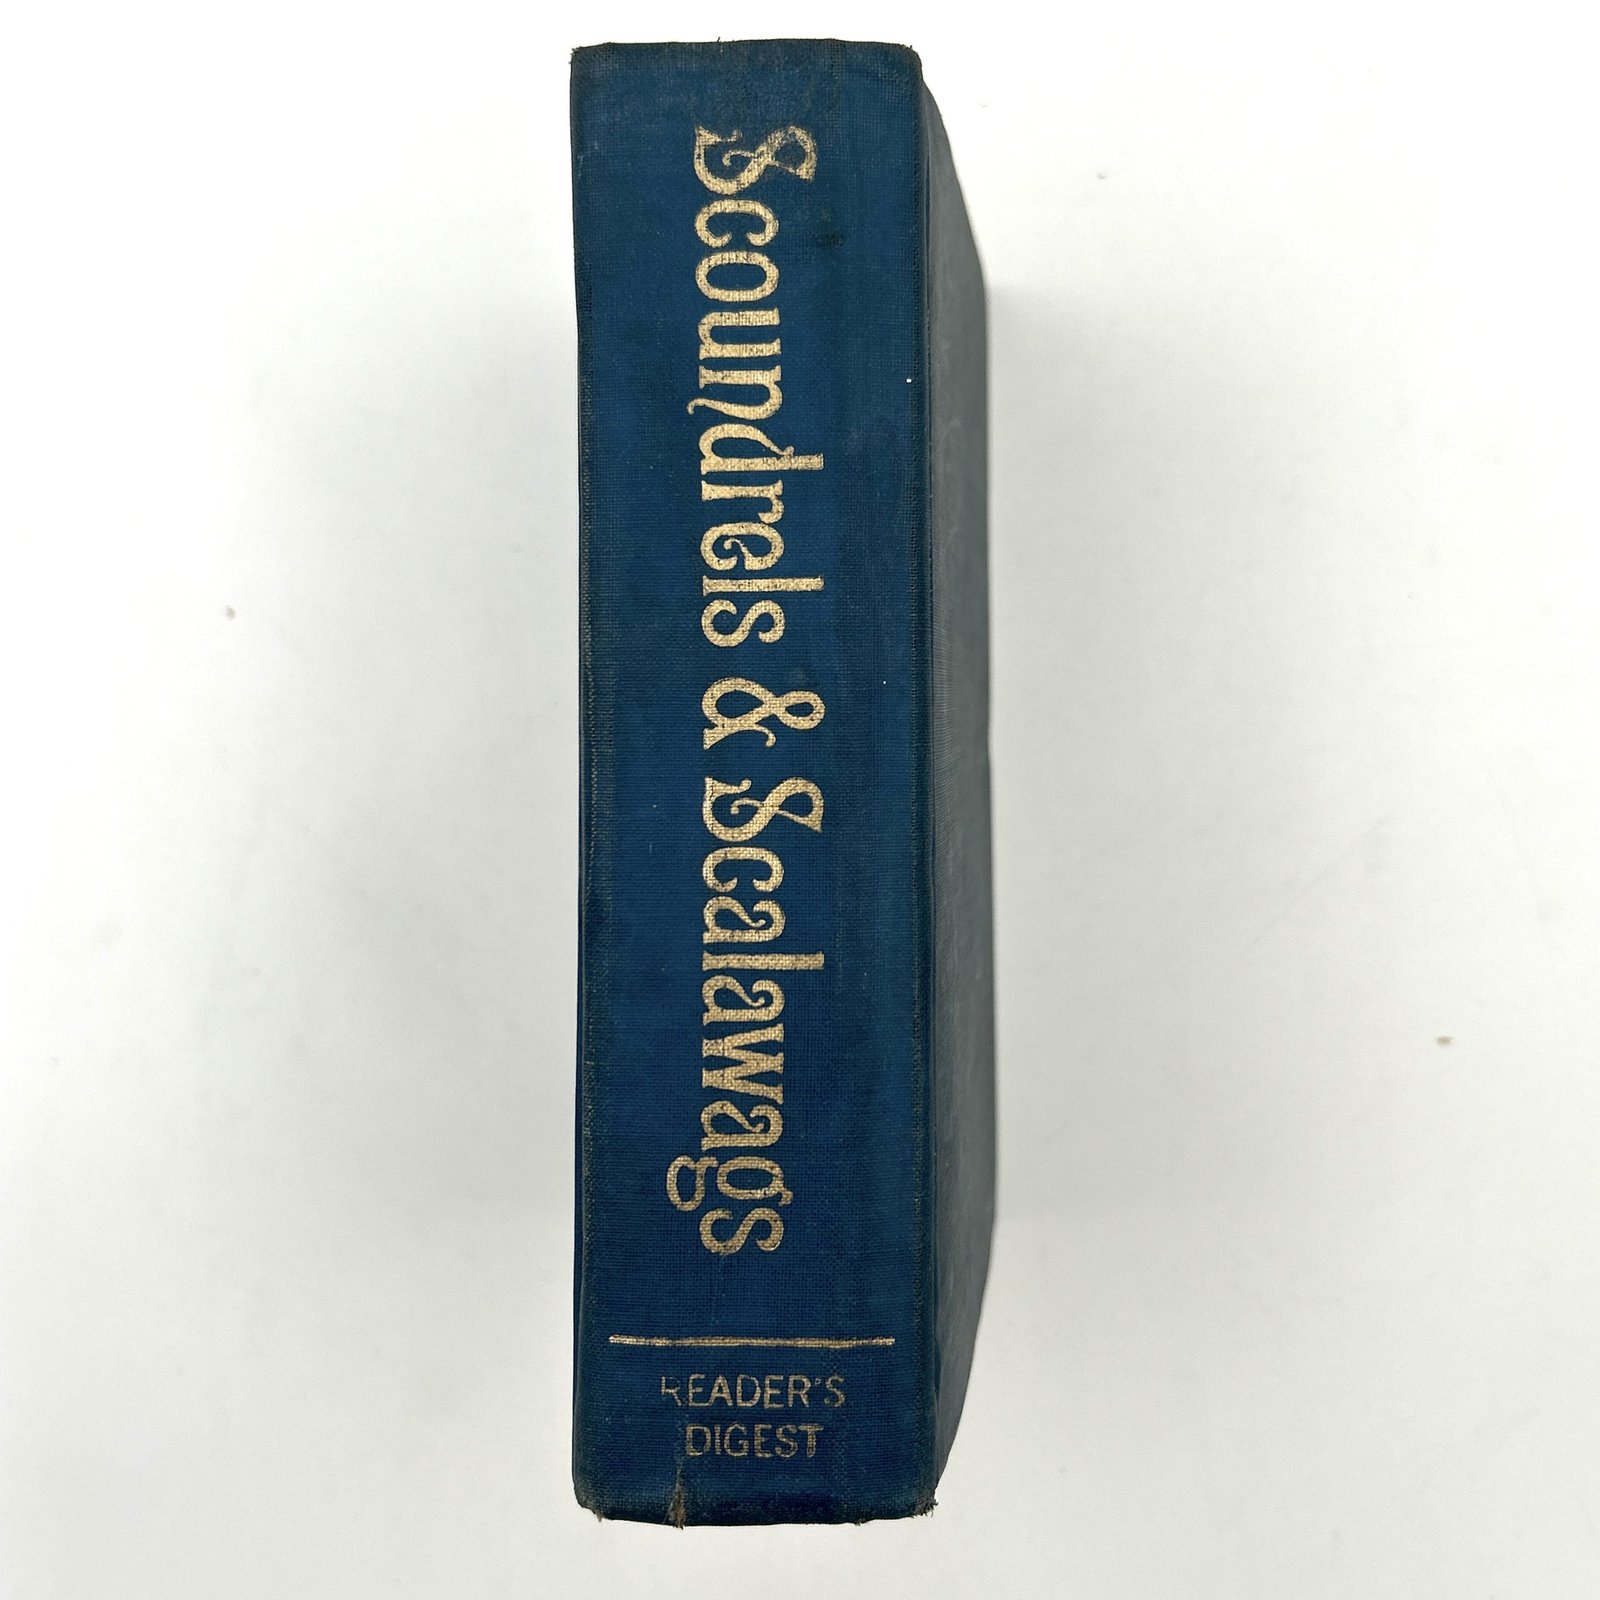 Scoundrels & Scalawags
READER'S
DIGEST